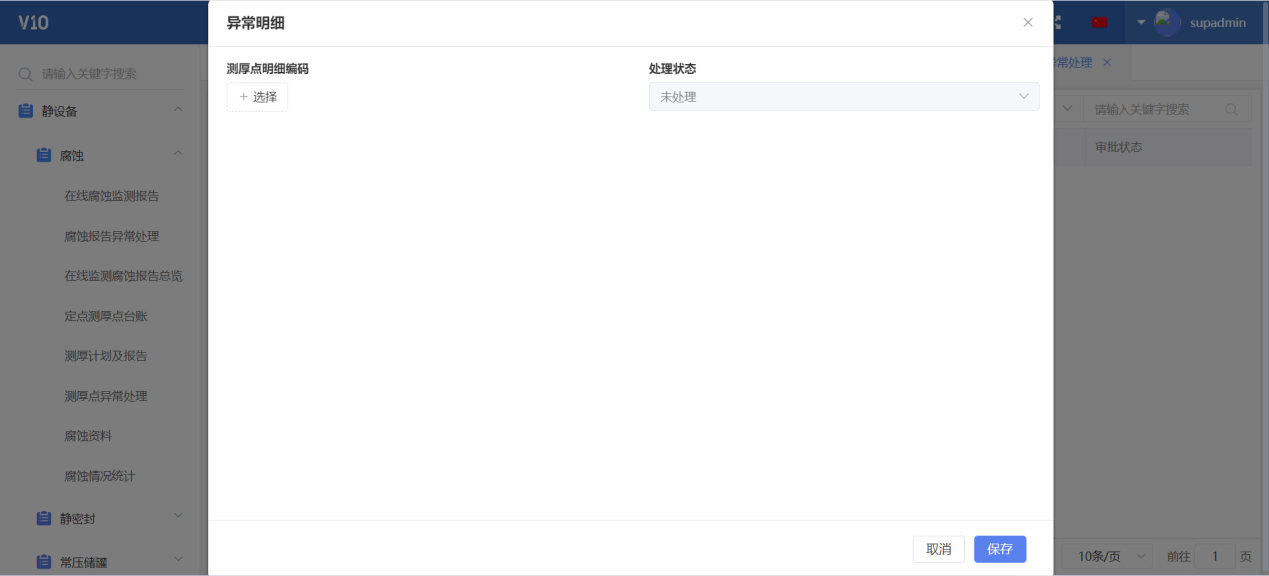 V10
异常明细
supadmin
请输入关键字搜索
测厚点明细编码
处理状态
常处理
+ 选择
未处理
请输入关键字搜索
静设备
审批状态
腐蚀
在线腐蚀监测报告
腐蚀报告异常处理
在线监测腐蚀报告总览
定点测厚点台账
测厚计划及报告
测厚点异常处理
腐蚀资料
腐蚀情况统计
静密封
常压储罐
取消
保存
10条/页
前往
1
页